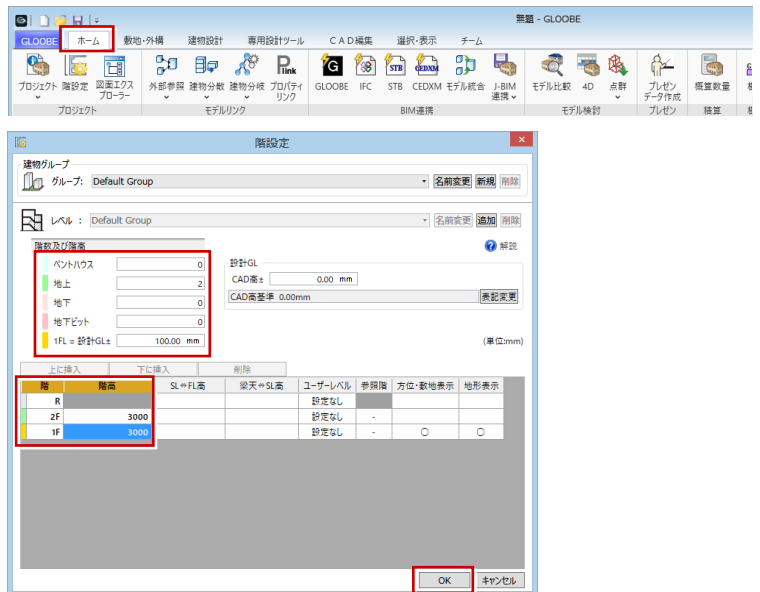 無題 - GLOOBE
GLOOBE ホーム 敷地・外構 建物設計 専用設計ツール ＣＡＤ編集 選択・表示 チーム
プロジェクト 階設定 図面エクスプローラー 外部参照 建物分散 建物分岐 プロパティリンク GLOOBE IFC STB CEDXM モデル統合 J-BIM連携 モデル比較 4D 点群 プレゼンデータ作成 概算数量
プロジェクト モデルリンク BIM連携 モデル検討 プレゼン 積算
階設定
建物グループ
グループ: Default Group 名前変更 新規 削除
レベル : Default Group 名前変更 追加 削除
階数及び階高 解説
ペントハウス 0
地上 2
地下 0
地下ピット 0
1FL = 設計GL± 100.00 mm
設計GL
CAD高± 0.00 mm
CAD高基準 0.00mm 表記変更
(単位:mm)
上に挿入 下に挿入 削除
階 階高 SL⇔FL高 梁天⇔SL高 ユーザーレベル 参照階 方位・敷地表示 地形表示
R 設定なし
2F 3000 設定なし -
1F 3000 設定なし - ○ ○
OK キャンセル